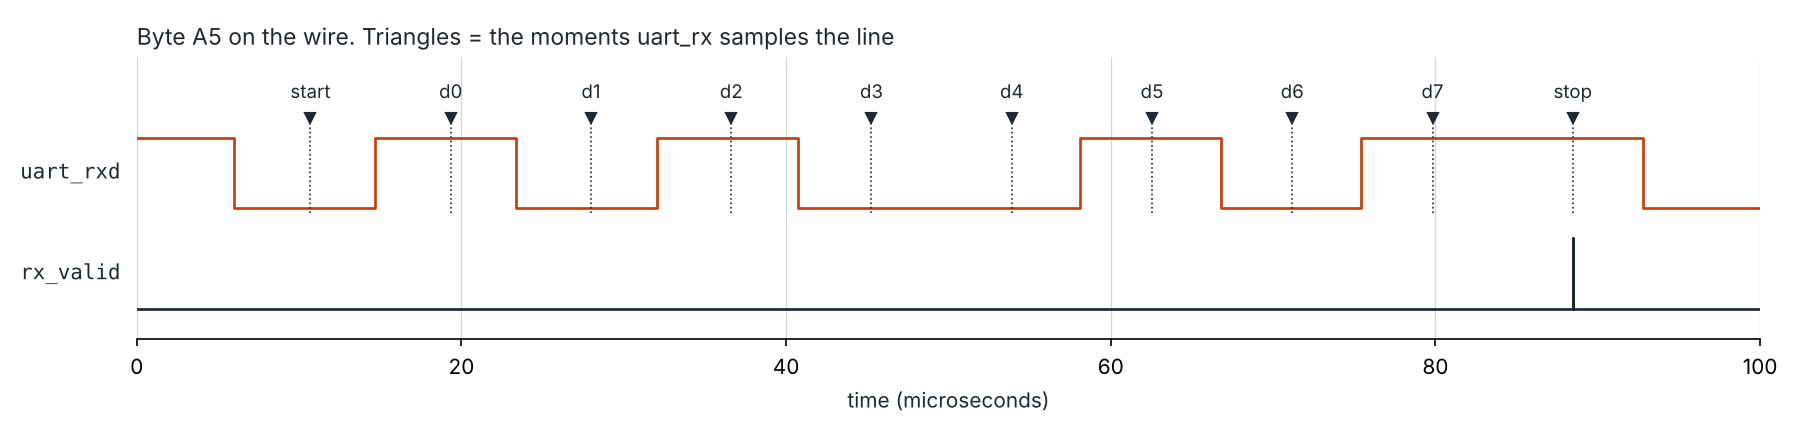 Byte A5 on the wire. Triangles = the moments uart_rx samples the line
start d0 d1 d2 d3 d4 d5 d6 d7 stop
uart_rxd
rx_valid
0 20 40 60 80 100
time (microseconds)